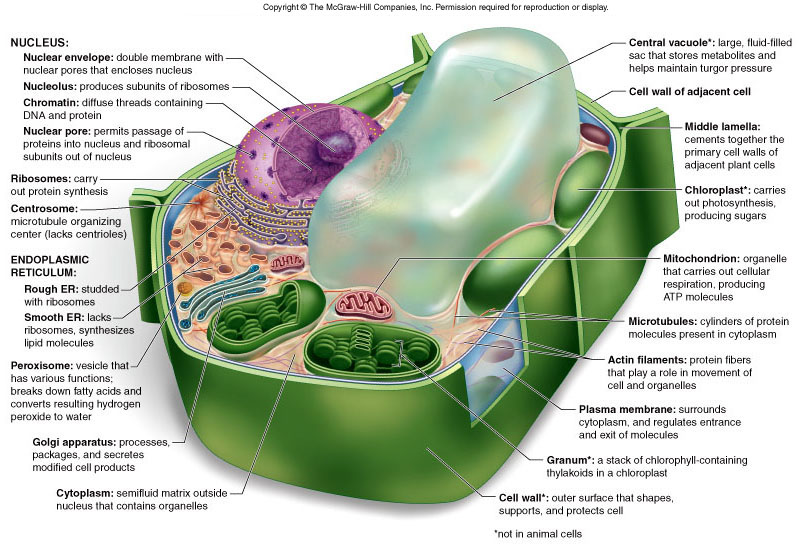 Copyright © The McGraw-Hill Companies, Inc. Permission required for reproduction or display.
NUCLEUS:
Nuclear envelope: double membrane with
nuclear pores that encloses nucleus
Nucleolus: produces subunits of ribosomes
Chromatin: diffuse threads containing
DNA and protein
Nuclear pore: permits passage of
proteins into nucleus and ribosomal
subunits out of nucleus
Ribosomes: carry
out protein synthesis
Centrosome:
microtubule organizing
center (lacks centrioles)
ENDOPLASMIC
RETICULUM:
Rough ER: studded
with ribosomes
Smooth ER: lacks
ribosomes, synthesizes
lipid molecules
Peroxisome: vesicle that
has various functions;
breaks down fatty acids and
converts resulting hydrogen
peroxide to water
Golgi apparatus: processes,
packages, and secretes
modified cell products
Cytoplasm: semifluid matrix outside
nucleus that contains organelles
Central vacuole*: large, fluid-filled
sac that stores metabolites and
helps maintain turgor pressure
Cell wall of adjacent cell
Middle lamella:
cements together the
primary cell walls of
adjacent plant cells
Chloroplast*: carries
out photosynthesis,
producing sugars
Mitochondrion: organelle
that carries out cellular
respiration, producing
ATP molecules
Microtubules: cylinders of protein
molecules present in cytoplasm
Actin filaments: protein fibers
that play a role in movement of
cell and organelles
Plasma membrane: surrounds
cytoplasm, and regulates entrance
and exit of molecules
Granum*: a stack of chlorophyll-containing
thylakoids in a chloroplast
Cell wall*: outer surface that shapes,
supports, and protects cell
*not in animal cells